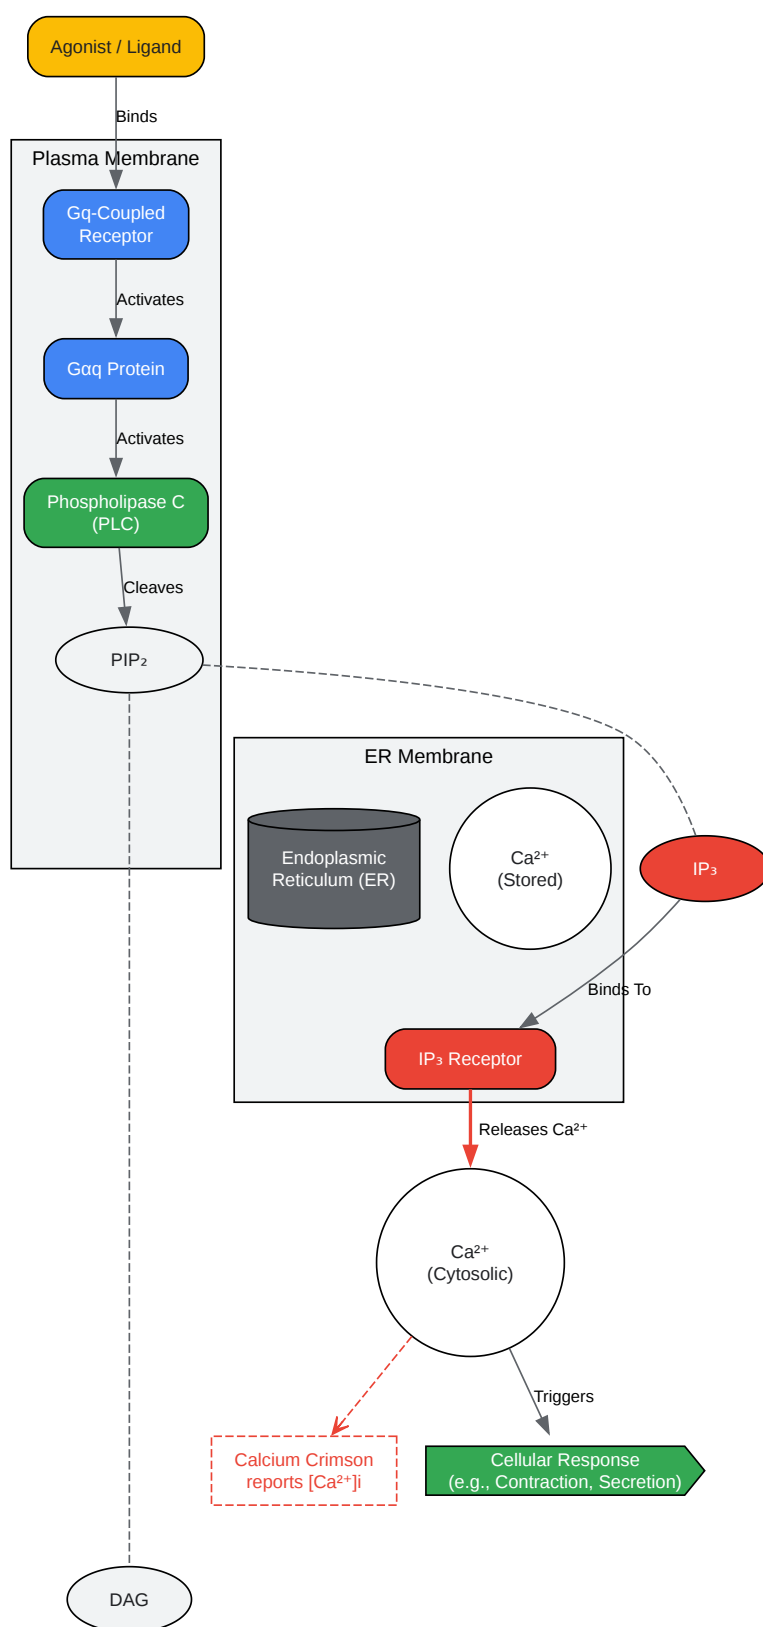 Agonist / Ligand
Binds
Plasma Membrane
Gq-Coupled
Receptor
Activates
Gαq Protein
Activates
Phospholipase C
(PLC)
Cleaves
PIP₂
ER Membrane
Endoplasmic
Reticulum (ER)
Ca²⁺
(Stored)
IP₃
Binds To
IP₃ Receptor
Releases Ca²⁺
Ca²⁺
(Cytosolic)
Triggers
Calcium Crimson
reports [Ca²⁺]i
Cellular Response
(e.g., Contraction, Secretion)
DAG